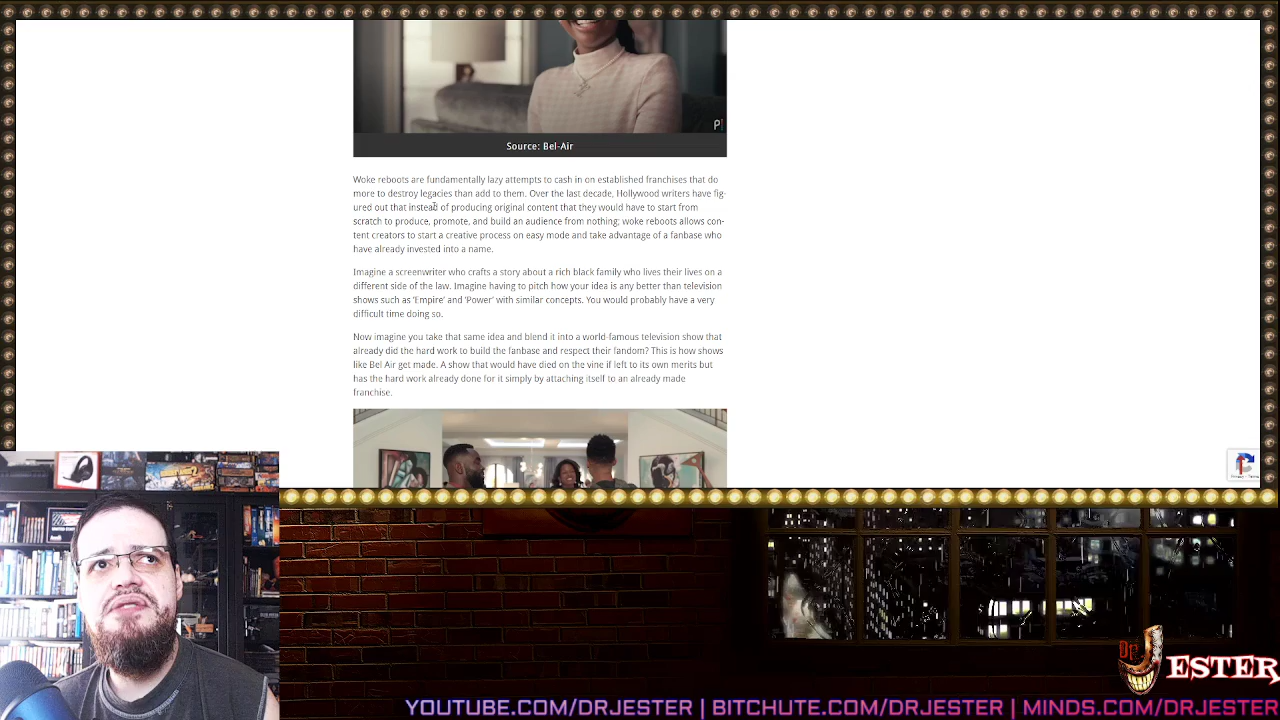 P
Source: Bel-Air
Woke reboots are fundamentally lazy attempts to cash in on established franchises that do
more to destroy legacies than add to them. Over the last decade, Hollywood writers have fig-
ured out that instead of producing original content that they would have to start from
scratch to produce, promote, and build an audience from nothing; woke reboots allows con-
tent creators to start a creative process on easy mode and take advantage of a fanbase who
have already invested into a name.
Imagine a screenwriter who crafts a story about a rich black family who lives their lives on a
different side of the law. Imagine having to pitch how your idea is any better than television
shows such as 'Empire' and 'Power' with similar concepts. You would probably have a very
difficult time doing so.
Now imagine you take that same idea and blend it into a world-famous television show that
already did the hard work to build the fanbase and respect their fandom? This is how shows
like Bel Air get made. A show that would have died on the vine if left to its own merits but
has the hard work already done for it simply by attaching itself to an already made
franchise.
Privacy - Terms
Dr. JESTER
YOUTUBE.COM/DRJESTER | BITCHUTE.COM/DRJESTER | MINDS.COM/DRJESTER